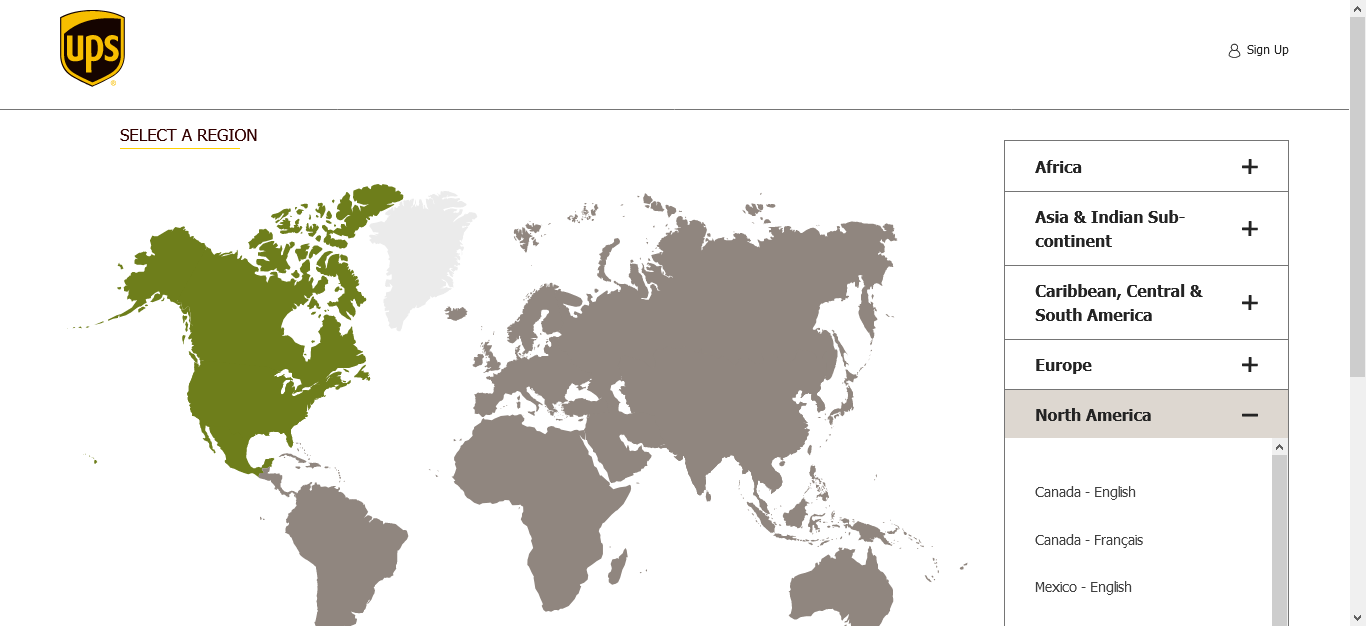 ups
Sign Up
SELECT A REGION
Africa
Asia & Indian Sub-
continent
Caribbean, Central &
South America
Europe
North America
Canada - English
Canada - Français
Mexico - English